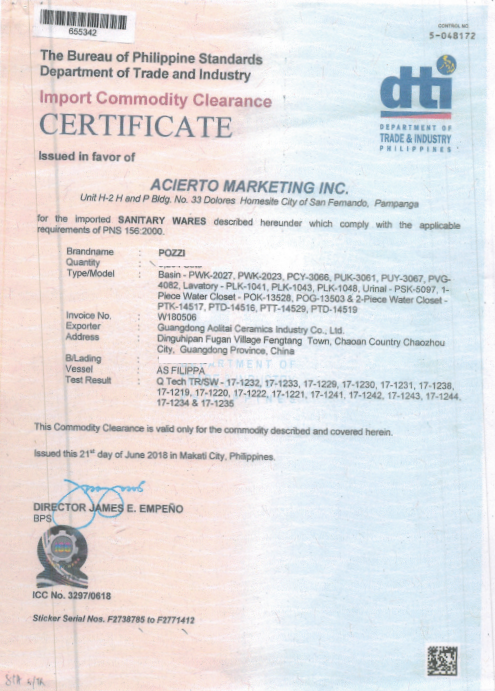 655342
CONTROL NO.
5-048172
The Bureau of Philippine Standards
Department of Trade and Industry
Import Commodity Clearance
CERTIFICATE
dti
DEPARTMENT OF
TRADE & INDUSTRY
PHILIPPINES
Issued in favor of
ACIERTO MARKETING INC.
Unit H-2 H and P Bldg. No. 33 Dolores Homesite City of San Fernando, Pampanga
for the imported SANITARY WARES described hereunder which comply with the applicable
requirements of PNS 156:2000.
Brandname : POZZI
Quantity :
Type/Model : Basin - PWK-2027, PWK-2023, PCY-3066, PUK-3061, PUY-3067, PVG-
4082, Lavatory - PLK-1041, PLK-1043, PLK-1048, Urinal - PSK-5097, 1-
Piece Water Closet - POK-13528, POG-13503 & 2-Piece Water Closet -
PTK-14517, PTD-14516, PTT-14529, PTD-14519
Invoice No. : W180506
Exporter : Guangdong Aolitai Ceramics Industry Co., Ltd.
Address : Dinguhipan Fugan Village Fengtang Town, Chaoan Country Chaozhou
City, Guangdong Province, China
B/Lading :
Vessel : AS FILIPPA
Test Result : Q Tech TR/SW - 17-1232, 17-1233, 17-1229, 17-1230, 17-1231, 17-1238,
17-1219, 17-1220, 17-1222, 17-1221, 17-1241, 17-1242, 17-1243, 17-1244,
17-1234 & 17-1235
This Commodity Clearance is valid only for the commodity described and covered herein.
Issued this 21st day of June 2018 in Makati City, Philippines.
DIRECTOR JAMES E. EMPEÑO
BPS
ICC
ICC No. 3297/0618
Sticker Serial Nos. F2738785 to F2771412